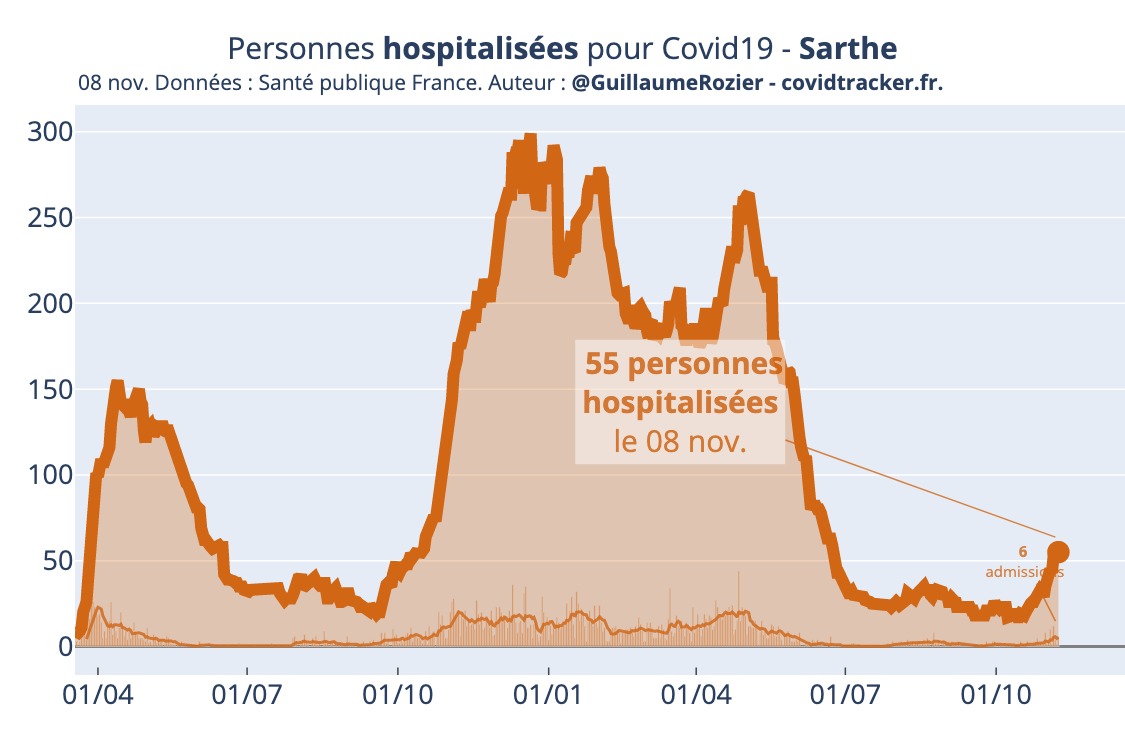 Personnes hospitalisées pour Covid19 - Sarthe
08 nov. Données : Santé publique France. Auteur : @GuillaumeRozier - covidtracker.fr.
300
250
200
150
100
50
0
55 personnes
hospitalisées
le 08 nov.
6
admissions
01/04 01/07 01/10 01/01 01/04 01/07 01/10